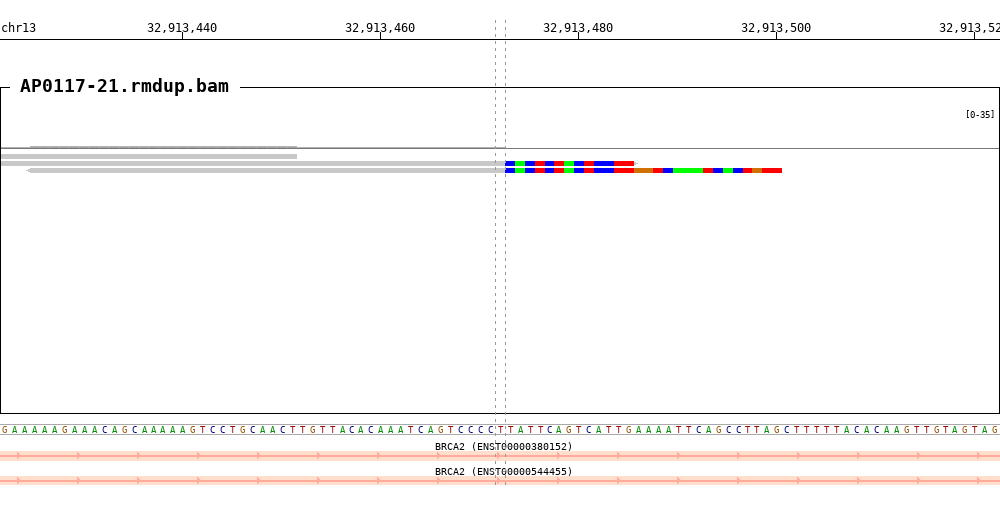 chr13 32,913,440 32,913,460 32,913,480 32,913,500 32,913,52
AP0117-21.rmdup.bam
[0-35]
GAAAAAGAAACAGCAAAAAGTCCTGCAACTTGTTACACAAATCAGTCCCCTTATTCAGTCATTGAAAATTCAGCCTTAGCTTTTTACACAAGTTGTAGTAG
BRCA2 (ENST00000380152)
BRCA2 (ENST00000544455)